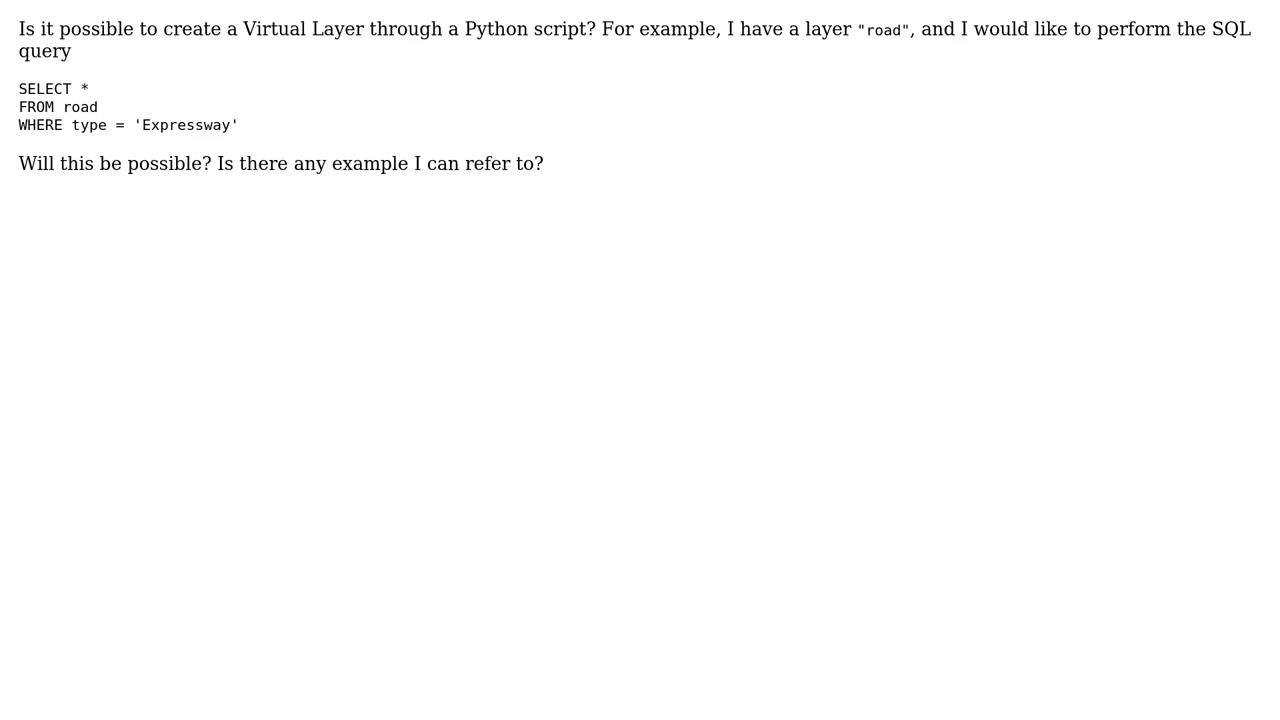 Is it possible to create a Virtual Layer through a Python script? For example, I have a layer "road", and I would like to perform the SQL
query
SELECT *
FROM road
WHERE type = 'Expressway'
Will this be possible? Is there any example I can refer to?